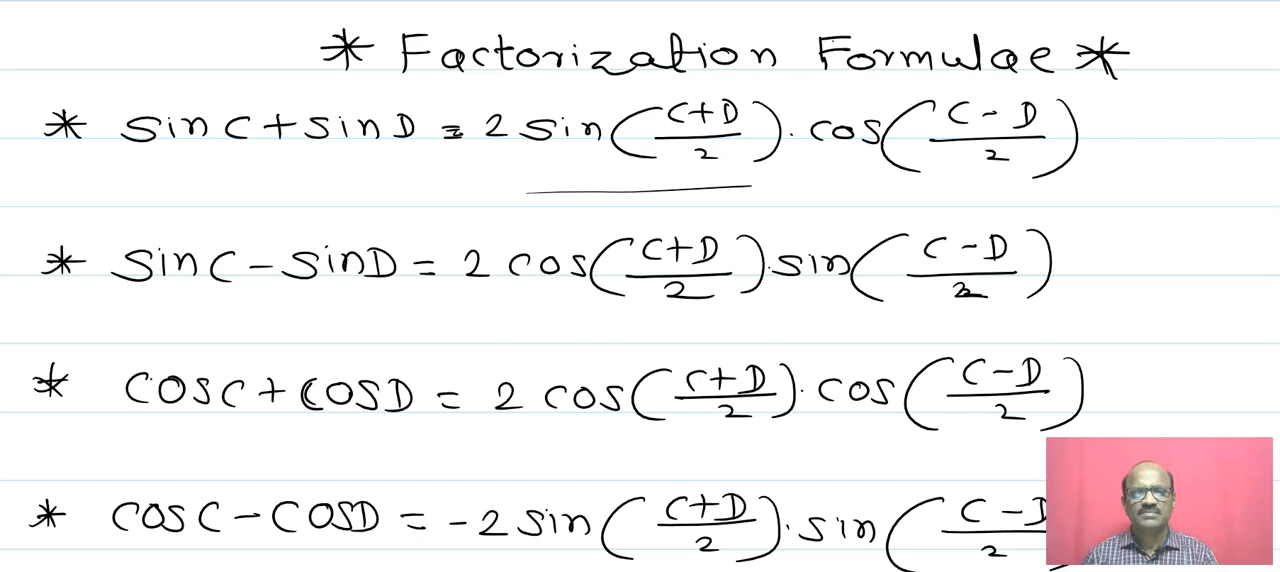 * Factorization Formulae *
* sinC + sinD = 2 sin((C+D)/2) . cos((C-D)/2)
* sinC - sinD = 2 cos((C+D)/2) . sin((C-D)/2)
* cosC + cosD = 2 cos((C+D)/2) . cos((C-D)/2)
* cosC - cosD = -2 sin((C+D)/2) . sin((C-D)/2